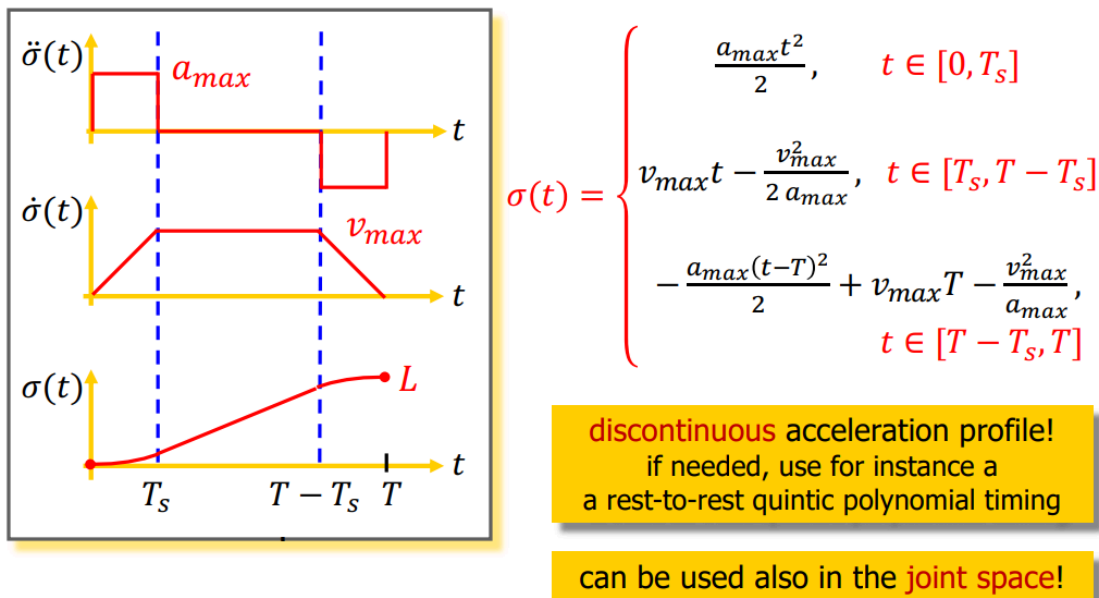 σ̈(t)
a_max
t
σ̇(t)
v_max
t
σ(t)
L
t
T_s
T − T_s
T
σ(t) =
a_max t²/2, t ∈ [0, T_s]
v_max t − v²_max/(2 a_max), t ∈ [T_s, T − T_s]
−a_max(t−T)²/2 + v_max T − v²_max/a_max,
t ∈ [T − T_s, T]
discontinuous acceleration profile!
if needed, use for instance a
a rest-to-rest quintic polynomial timing
can be used also in the joint space!